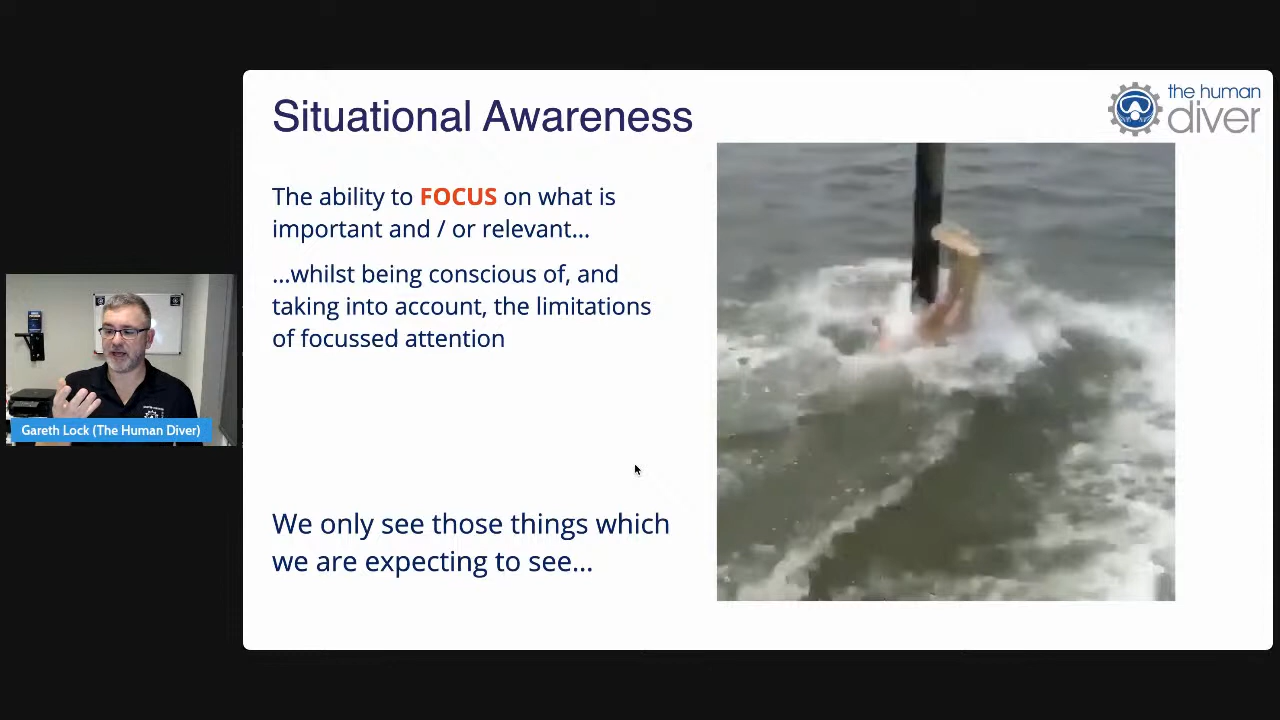 Situational Awareness
the human
diver
The ability to FOCUS on what is
important and / or relevant...
...whilst being conscious of, and
taking into account, the limitations
of focussed attention
Gareth Lock (The Human Diver)
We only see those things which
we are expecting to see...